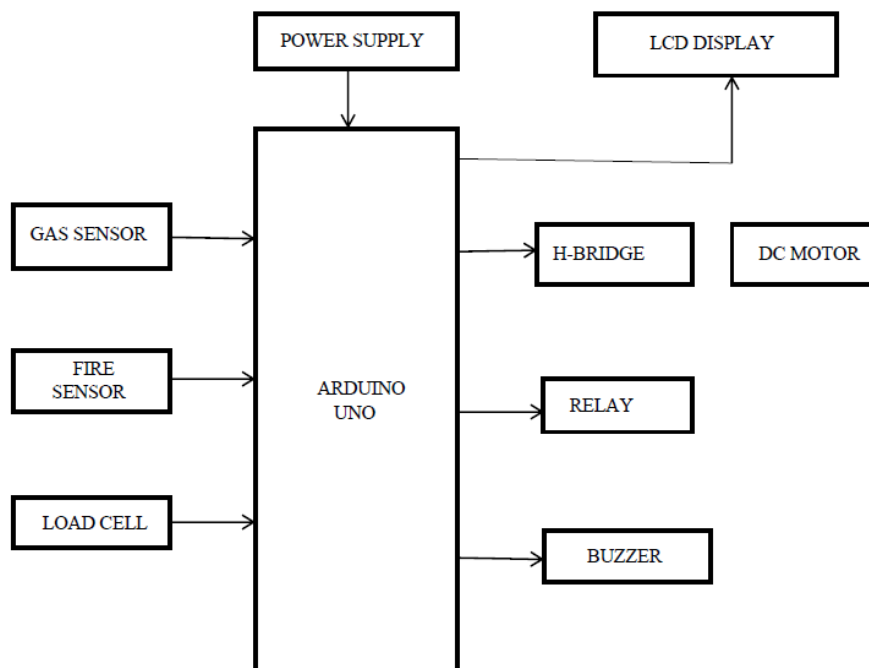 POWER SUPPLY
LCD DISPLAY
GAS SENSOR
H-BRIDGE
DC MOTOR
FIRE
SENSOR
ARDUINO
UNO
RELAY
LOAD CELL
BUZZER